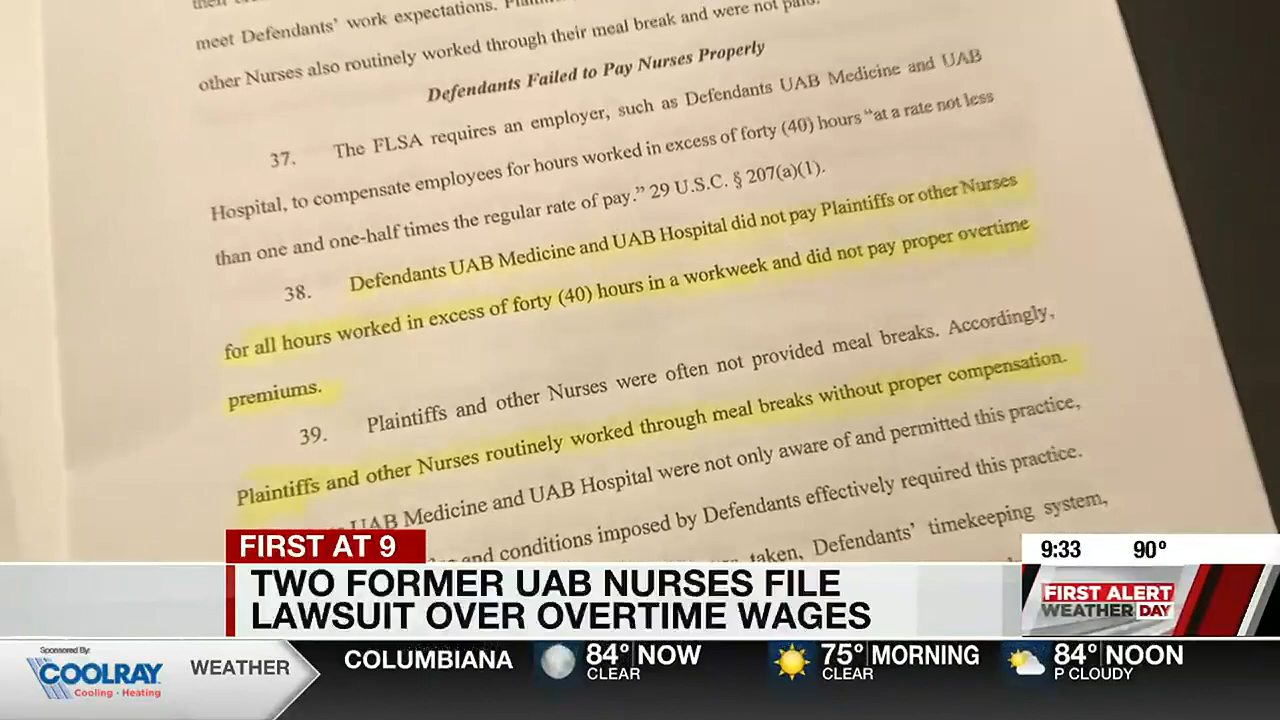 meet Defendants' work expectations.
other Nurses also routinely worked through their meal break and were not paid.
Defendants Failed to Pay Nurses Properly
37. The FLSA requires an employer, such as Defendants UAB Medicine and UAB
Hospital, to compensate employees for hours worked in excess of forty (40) hours “at a rate not less
than one and one-half times the regular rate of pay.” 29 U.S.C. § 207(a)(1).
38. Defendants UAB Medicine and UAB Hospital did not pay Plaintiffs or other Nurses
for all hours worked in excess of forty (40) hours in a workweek and did not pay proper overtime
premiums.
39. Plaintiffs and other Nurses were often not provided meal breaks. Accordingly,
Plaintiffs and other Nurses routinely worked through meal breaks without proper compensation.
UAB Medicine and UAB Hospital were not only aware of and permitted this practice,
and conditions imposed by Defendants effectively required this practice.
taken, Defendants' timekeeping system,
FIRST AT 9
TWO FORMER UAB NURSES FILE
LAWSUIT OVER OVERTIME WAGES
9:33 90°
FIRST ALERT
WEATHER DAY
Sponsored By:
COOLRAY
Cooling - Heating
WEATHER
COLUMBIANA
84° NOW
CLEAR
75° MORNING
CLEAR
84° NOON
P CLOUDY